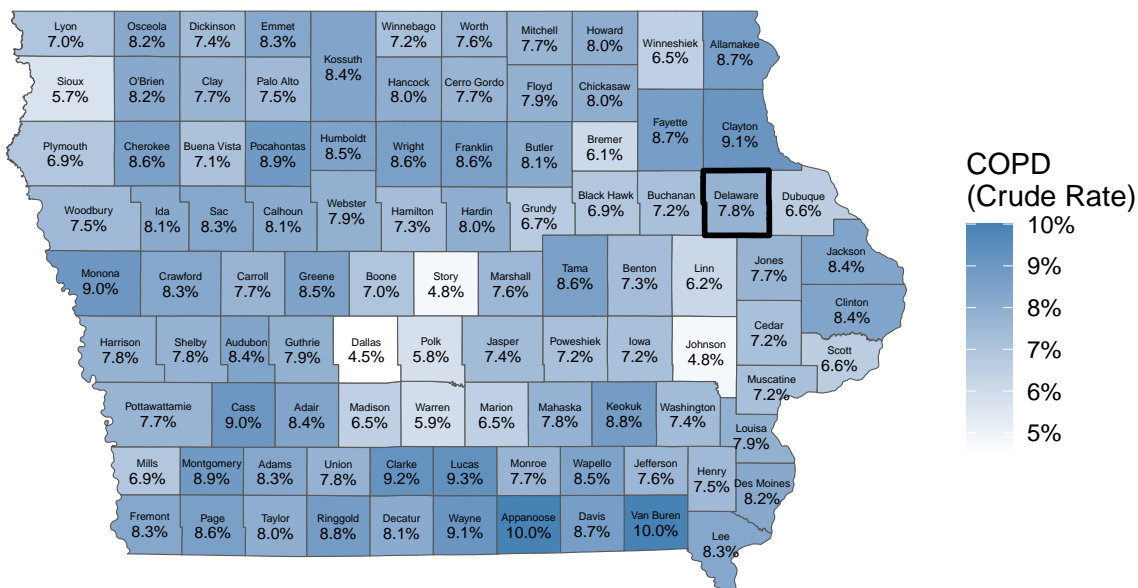 Lyon
7.0%
Osceola
8.2%
Dickinson
7.4%
Emmet
8.3%
Kossuth
8.4%
Winnebago
7.2%
Worth
7.6%
Mitchell
7.7%
Howard
8.0%
Winneshiek
6.5%
Allamakee
8.7%
Sioux
5.7%
O'Brien
8.2%
Clay
7.7%
Palo Alto
7.5%
Hancock
8.0%
Cerro Gordo
7.7%
Floyd
7.9%
Chickasaw
8.0%
Plymouth
6.9%
Cherokee
8.6%
Buena Vista
7.1%
Pocahontas
8.9%
Humboldt
8.5%
Wright
8.6%
Franklin
8.6%
Butler
8.1%
Bremer
6.1%
Fayette
8.7%
Clayton
9.1%
Woodbury
7.5%
Ida
8.1%
Sac
8.3%
Calhoun
8.1%
Webster
7.9%
Hamilton
7.3%
Hardin
8.0%
Grundy
6.7%
Black Hawk
6.9%
Buchanan
7.2%
Delaware
7.8%
Dubuque
6.6%
Monona
9.0%
Crawford
8.3%
Carroll
7.7%
Greene
8.5%
Boone
7.0%
Story
4.8%
Marshall
7.6%
Tama
8.6%
Benton
7.3%
Linn
6.2%
Jones
7.7%
Jackson
8.4%
Clinton
8.4%
Harrison
7.8%
Shelby
7.8%
Audubon
8.4%
Guthrie
7.9%
Dallas
4.5%
Polk
5.8%
Jasper
7.4%
Poweshiek
7.2%
Iowa
7.2%
Johnson
4.8%
Cedar
7.2%
Scott
6.6%
Muscatine
7.2%
Pottawattamie
7.7%
Cass
9.0%
Adair
8.4%
Madison
6.5%
Warren
5.9%
Marion
6.5%
Mahaska
7.8%
Keokuk
8.8%
Washington
7.4%
Louisa
7.9%
Mills
6.9%
Montgomery
8.9%
Adams
8.3%
Union
7.8%
Clarke
9.2%
Lucas
9.3%
Monroe
7.7%
Wapello
8.5%
Jefferson
7.6%
Henry
7.5%
Des Moines
8.2%
Fremont
8.3%
Page
8.6%
Taylor
8.0%
Ringgold
8.8%
Decatur
8.1%
Wayne
9.1%
Appanoose
10.0%
Davis
8.7%
Van Buren
10.0%
Lee
8.3%
COPD
(Crude Rate)
10%
9%
8%
7%
6%
5%